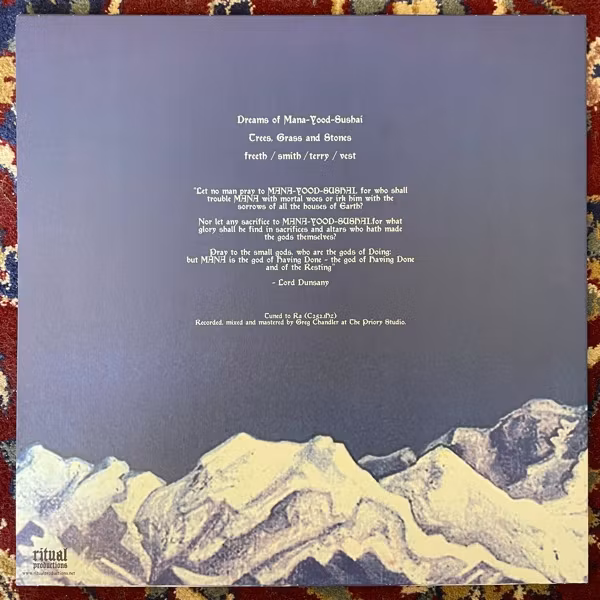 Dreams of Mana-Yood-Sushai
Trees, Grass and Stones
freeth / smith / terry / vest
"Let no man pray to MANA-YOOD-SUSHAI, for who shall
trouble MANA with mortal woes or irk him with the
sorrows of all the houses of Earth?
Nor let any sacrifice to MANA-YOOD-SUSHAI,for what
glory shall he find in sacrifices and altars who hath made
the gods themselves?
Pray to the small gods, who are the gods of Doing;
but MANA is the god of Having Done - the god of Having Done
and of the Resting"
- Lord Dunsany
Tuned to Ra
Recorded, mixed and mastered by Greg Chandler at The Priory Studio.
ritual
productions
www.ritualproductions.net